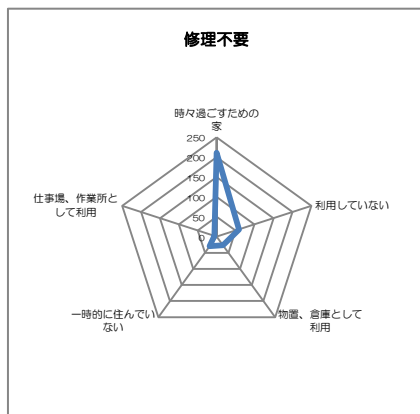 修理不要
時々過ごすための
家
250
200
150
100
50
0
利用していない
物置、倉庫として
利用
一時的に住んでい
ない
仕事場、作業所と
して利用